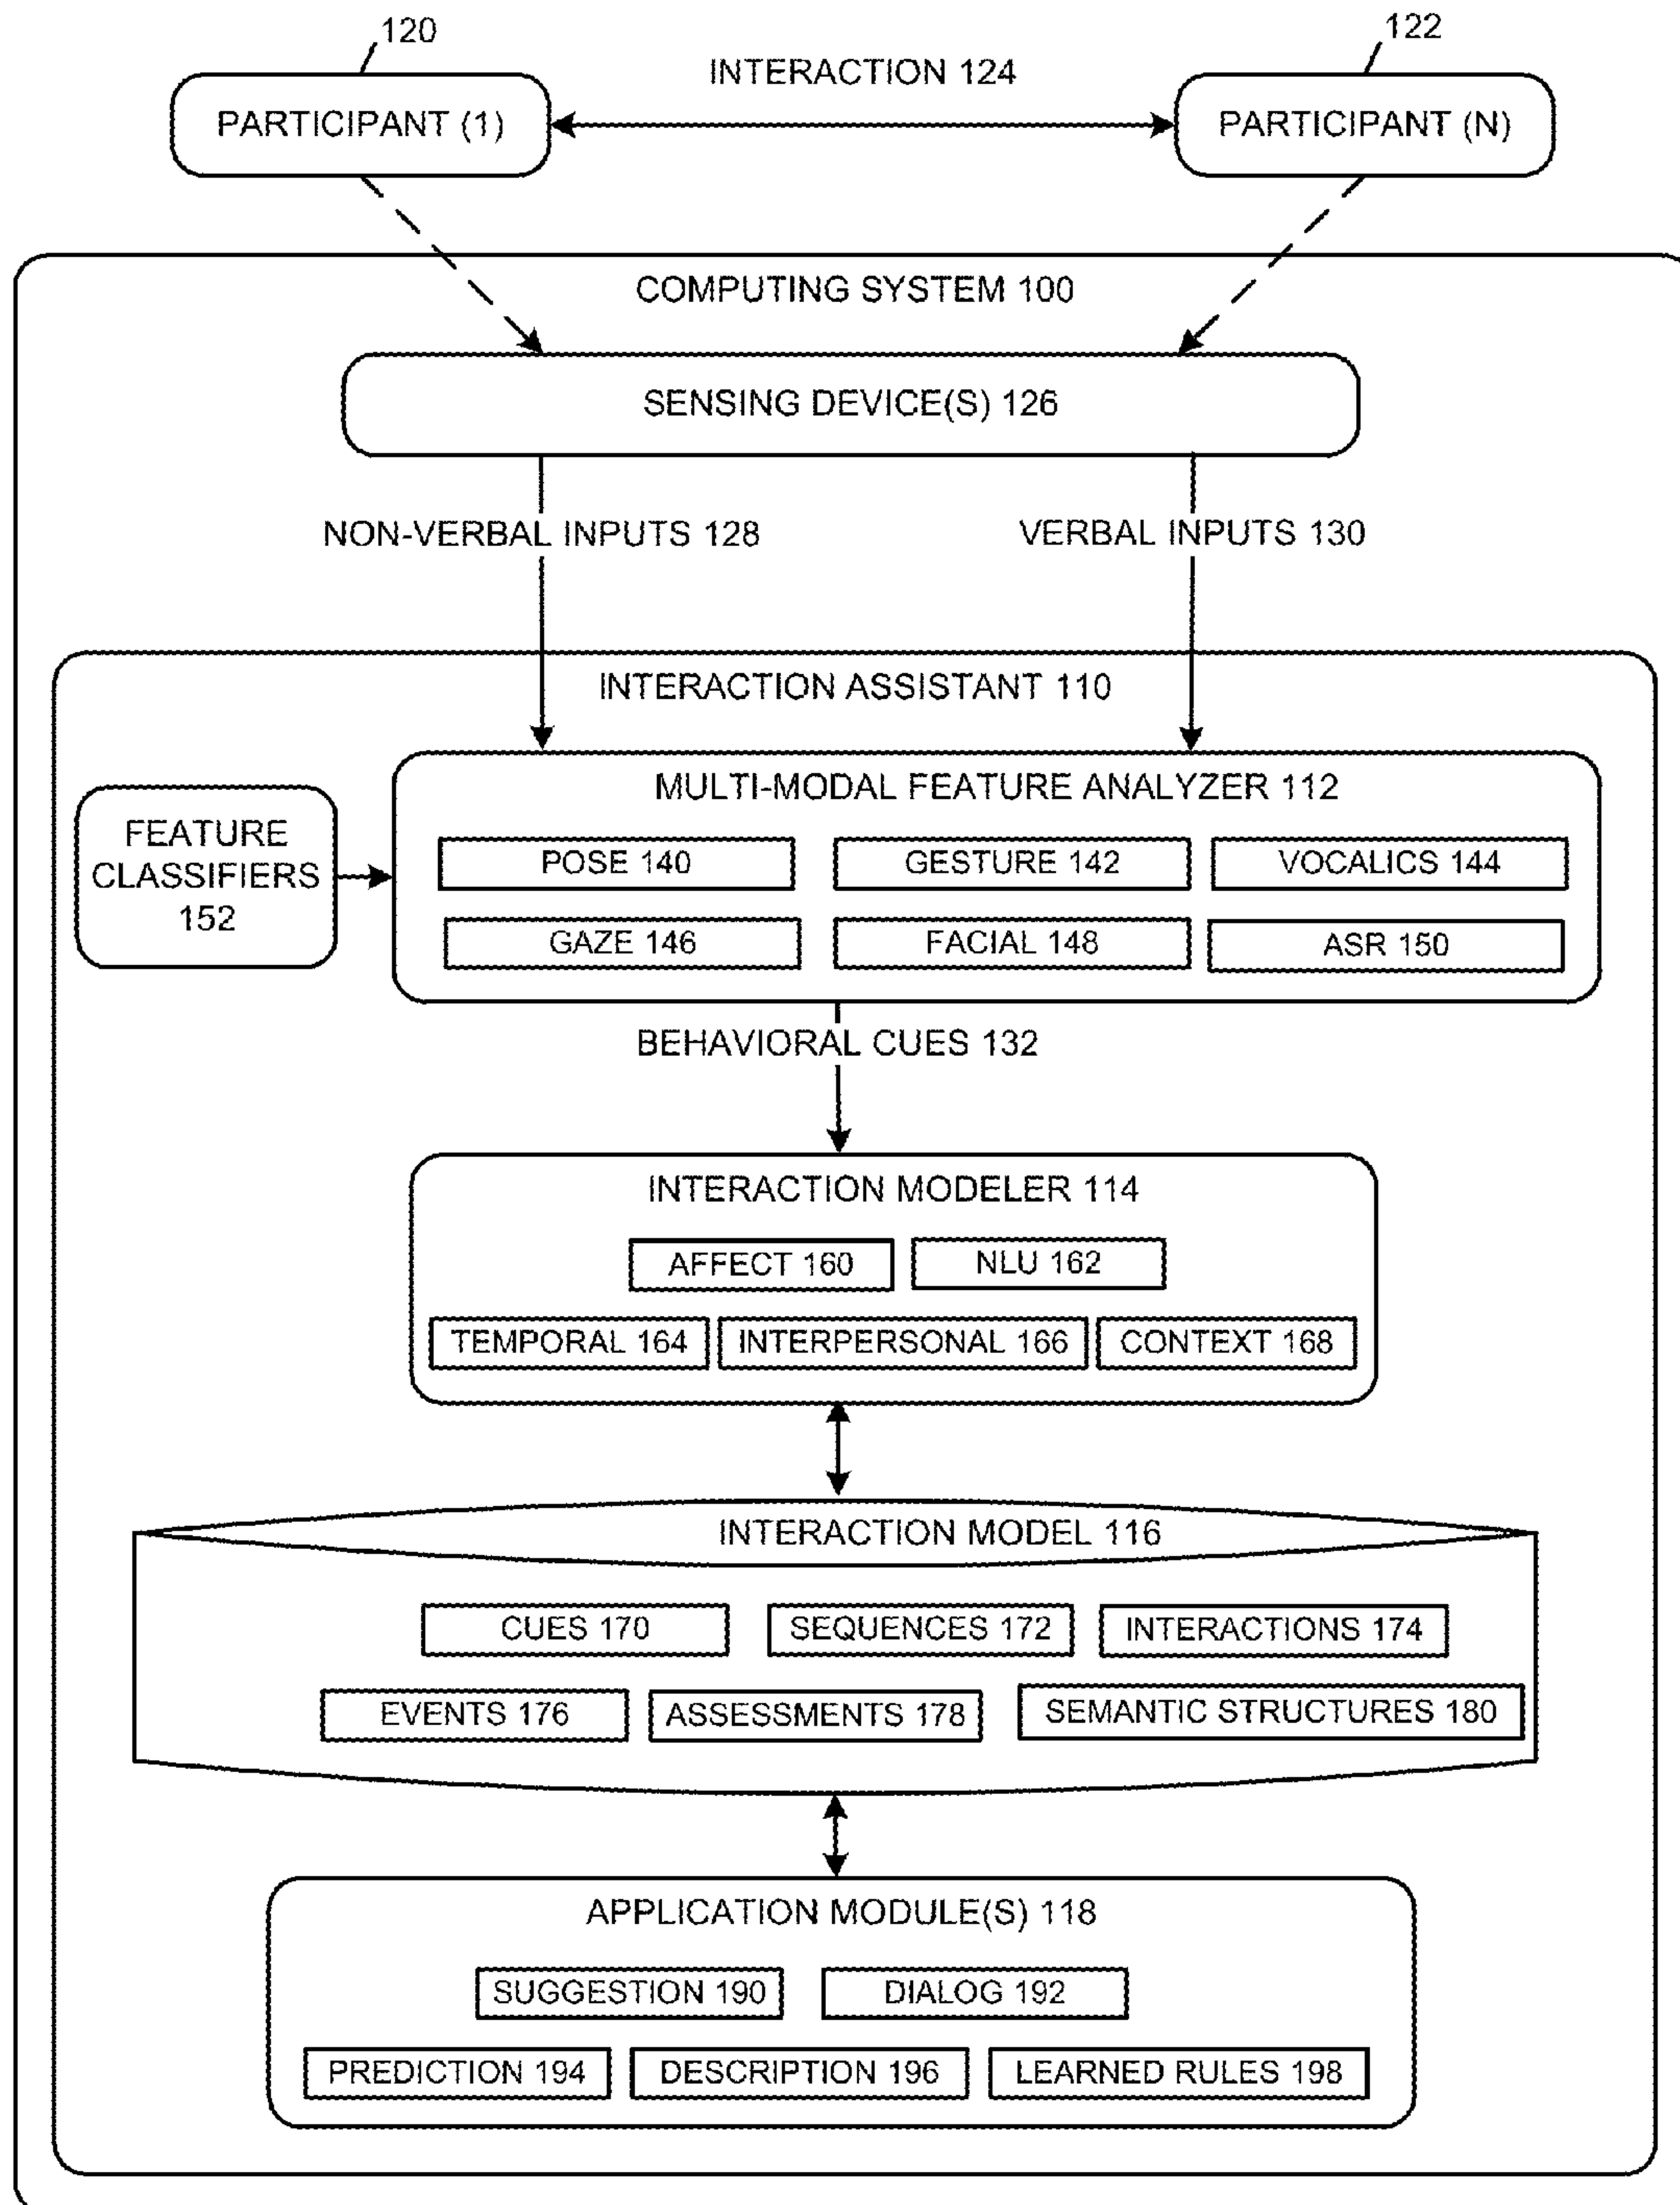 120
122
INTERACTION 124
PARTICIPANT (1)
PARTICIPANT (N)
COMPUTING SYSTEM 100
SENSING DEVICE(S) 126
NON-VERBAL INPUTS 128
VERBAL INPUTS 130
INTERACTION ASSISTANT 110
MULTI-MODAL FEATURE ANALYZER 112
FEATURE
CLASSIFIERS
152
POSE 140
GESTURE 142
VOCALICS 144
GAZE 146
FACIAL 148
ASR 150
BEHAVIORAL CUES 132
INTERACTION MODELER 114
AFFECT 160
NLU 162
TEMPORAL 164
INTERPERSONAL 166
CONTEXT 168
INTERACTION MODEL 116
CUES 170
SEQUENCES 172
INTERACTIONS 174
EVENTS 176
ASSESSMENTS 178
SEMANTIC STRUCTURES 180
APPLICATION MODULE(S) 118
SUGGESTION 190
DIALOG 192
PREDICTION 194
DESCRIPTION 196
LEARNED RULES 198